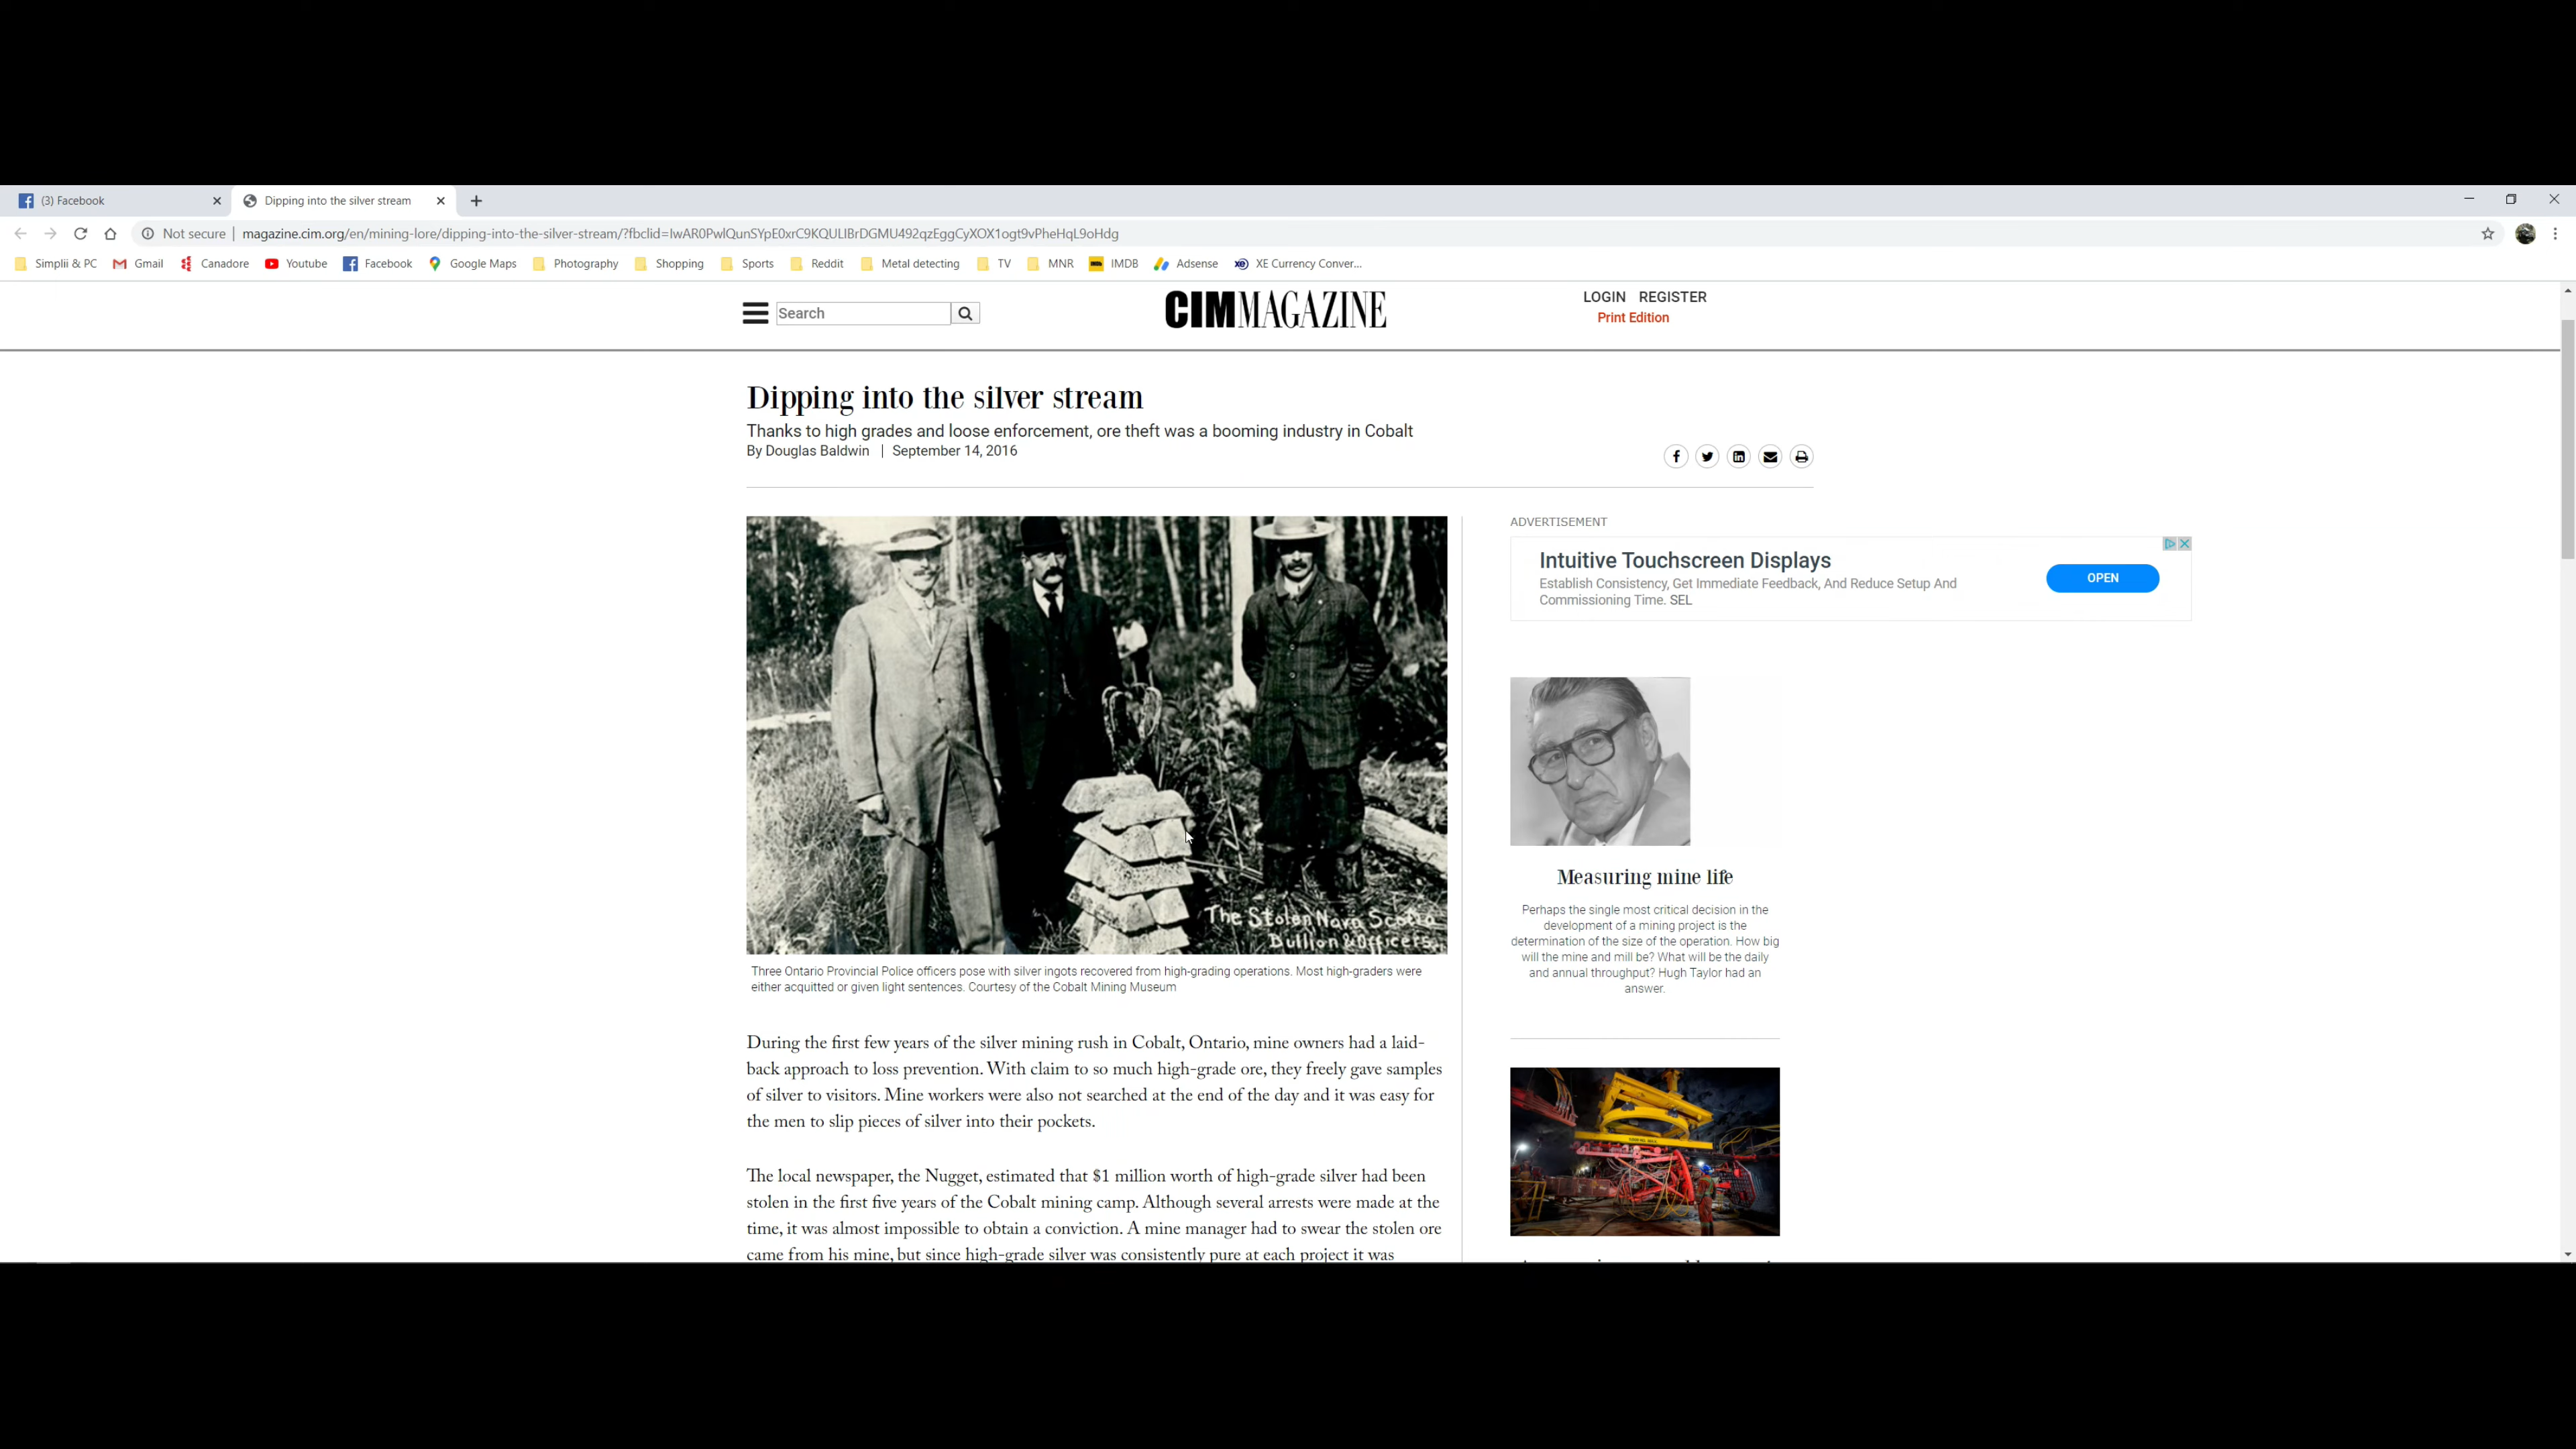 (3) Facebook
Dipping into the silver stream
Not secure | magazine.cim.org/en/mining-lore/dipping-into-the-silver-stream/?fbclid=IwAR0PwlQunSYpE0xrC9KQULlBrDGMU492qzEggCyXOX1ogt9vPheHqL9oHdg
Simplii & PC Gmail Canadore Youtube Facebook Google Maps Photography Shopping Sports Reddit Metal detecting TV MNR IMDB Adsense XE Currency Conver...
Search
CIM MAGAZINE
LOGIN REGISTER
Print Edition
Dipping into the silver stream
Thanks to high grades and loose enforcement, ore theft was a booming industry in Cobalt
By Douglas Baldwin | September 14, 2016
The Stolen Nova Scotia
Bullion & Officers.
Three Ontario Provincial Police officers pose with silver ingots recovered from high-grading operations. Most high-graders were
either acquitted or given light sentences. Courtesy of the Cobalt Mining Museum
During the first few years of the silver mining rush in Cobalt, Ontario, mine owners had a laid-
back approach to loss prevention. With claim to so much high-grade ore, they freely gave samples
of silver to visitors. Mine workers were also not searched at the end of the day and it was easy for
the men to slip pieces of silver into their pockets.
The local newspaper, the Nugget, estimated that $1 million worth of high-grade silver had been
stolen in the first five years of the Cobalt mining camp. Although several arrests were made at the
time, it was almost impossible to obtain a conviction. A mine manager had to swear the stolen ore
came from his mine, but since high-grade silver was consistently pure at each project it was
ADVERTISEMENT
Intuitive Touchscreen Displays
Establish Consistency, Get Immediate Feedback, And Reduce Setup And
Commissioning Time. SEL
OPEN
Measuring mine life
Perhaps the single most critical decision in the
development of a mining project is the
determination of the size of the operation. How big
will the mine and mill be? What will be the daily
and annual throughput? Hugh Taylor had an
answer.